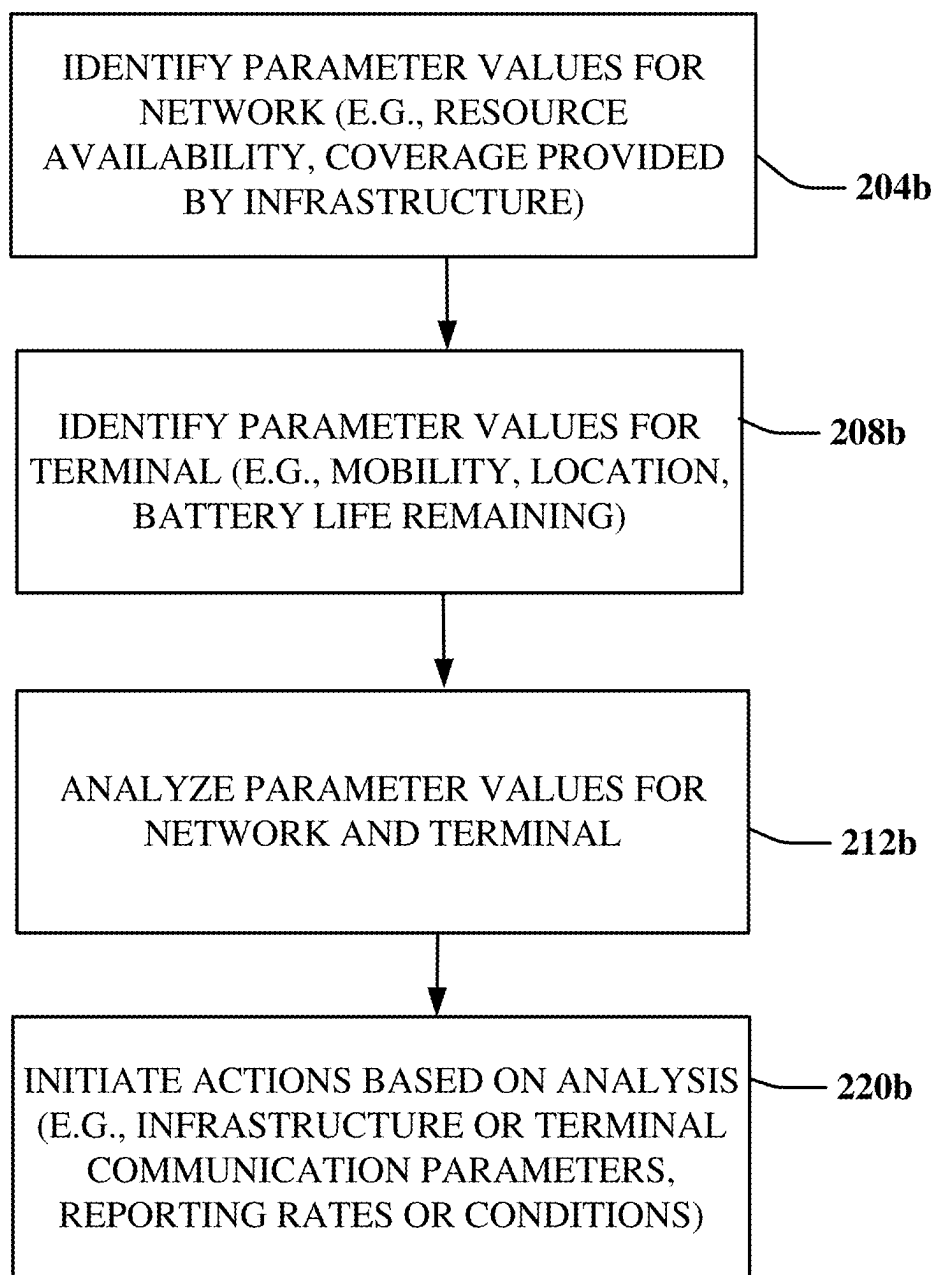 IDENTIFY PARAMETER VALUES FOR
NETWORK (E.G., RESOURCE
AVAILABILITY, COVERAGE PROVIDED
BY INFRASTRUCTURE)
204b
IDENTIFY PARAMETER VALUES FOR
TERMINAL (E.G., MOBILITY, LOCATION,
BATTERY LIFE REMAINING)
208b
ANALYZE PARAMETER VALUES FOR
NETWORK AND TERMINAL
212b
INITIATE ACTIONS BASED ON ANALYSIS
(E.G., INFRASTRUCTURE OR TERMINAL
COMMUNICATION PARAMETERS,
REPORTING RATES OR CONDITIONS)
220b